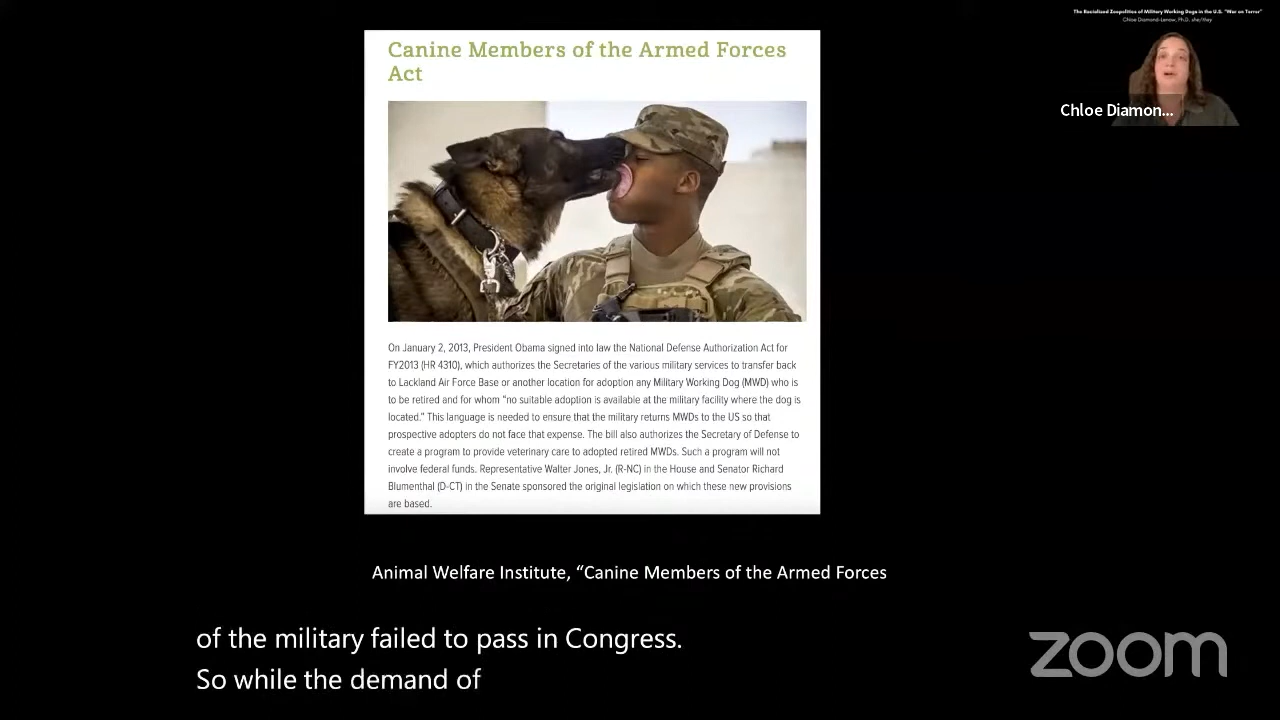 The Racialized Zoopolitics of Military Working Dogs in the U.S. "War on Terror"
Chloe Diamond-Lenow, Ph.D. she/they
Chloe Diamon...
Canine Members of the Armed Forces
Act
On January 2, 2013, President Obama signed into law the National Defense Authorization Act for
FY2013 (HR 4310), which authorizes the Secretaries of the various military services to transfer back
to Lackland Air Force Base or another location for adoption any Military Working Dog (MWD) who is
to be retired and for whom "no suitable adoption is available at the military facility where the dog is
located." This language is needed to ensure that the military returns MWDs to the US so that
prospective adopters do not face that expense. The bill also authorizes the Secretary of Defense to
create a program to provide veterinary care to adopted retired MWDs. Such a program will not
involve federal funds. Representative Walter Jones, Jr. (R-NC) in the House and Senator Richard
Blumenthal (D-CT) in the Senate sponsored the original legislation on which these new provisions
are based.
Animal Welfare Institute, “Canine Members of the Armed Forces
of the military failed to pass in Congress.
So while the demand of
zoom